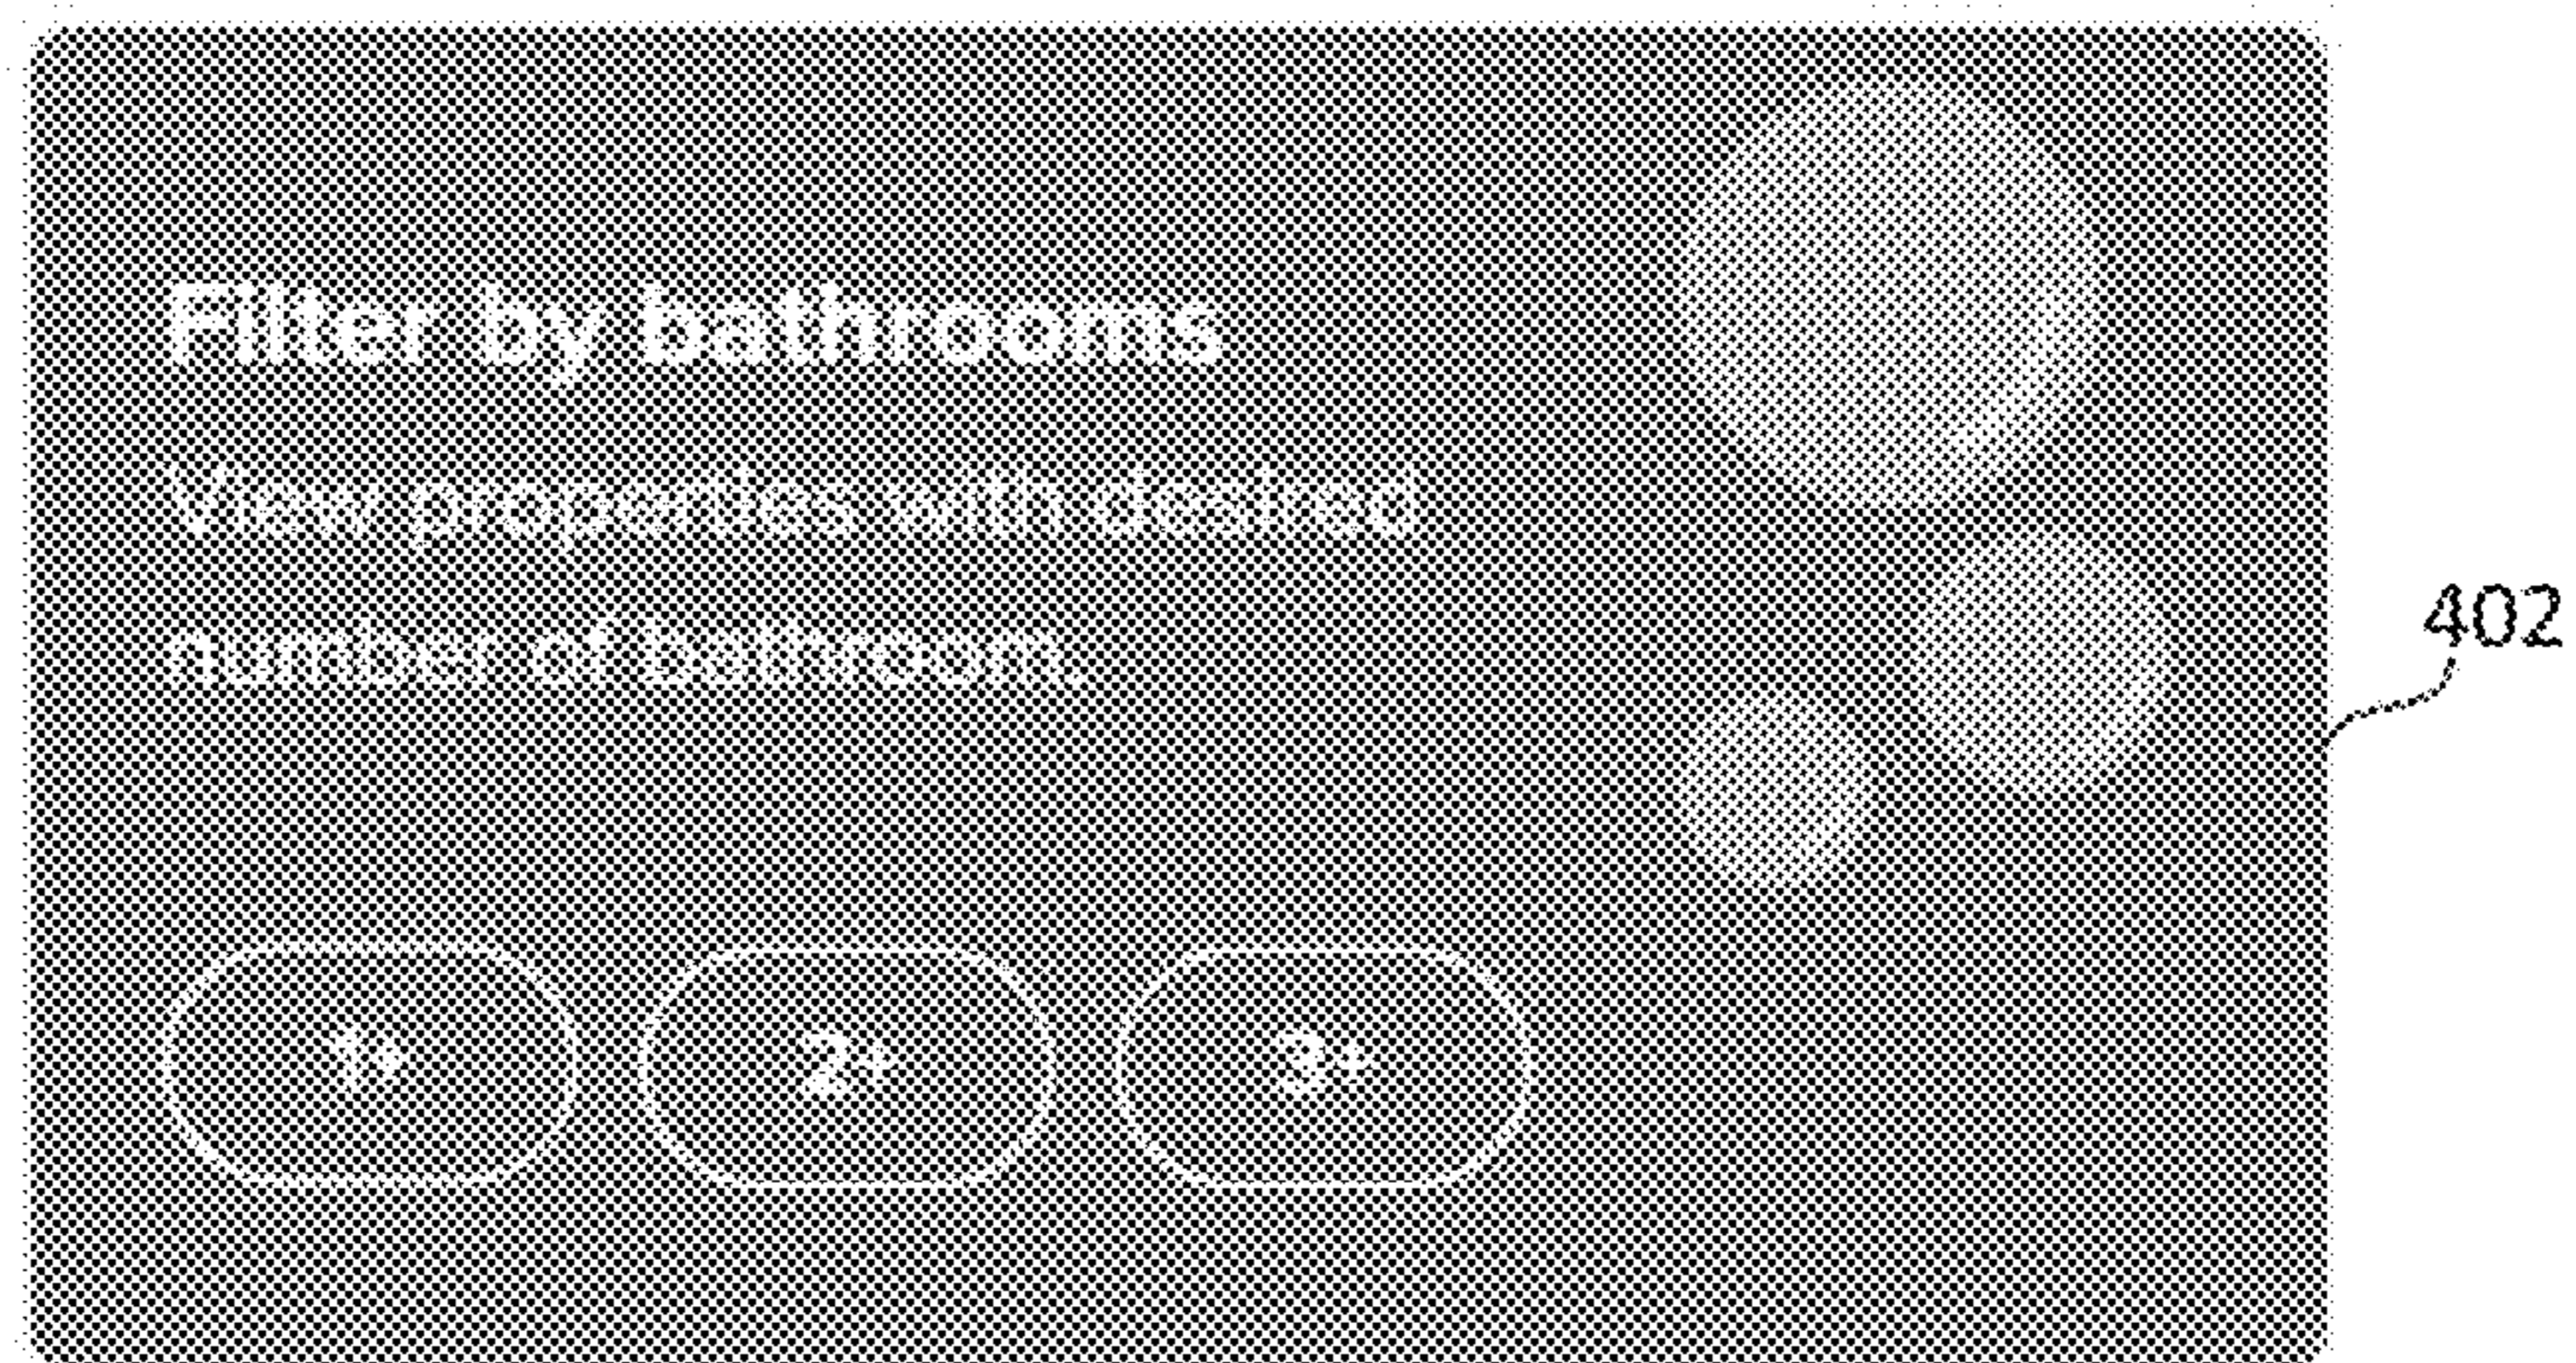 Filter by bathrooms
View properties with desired
number of bathroom.
402
1+ 2+ 3+